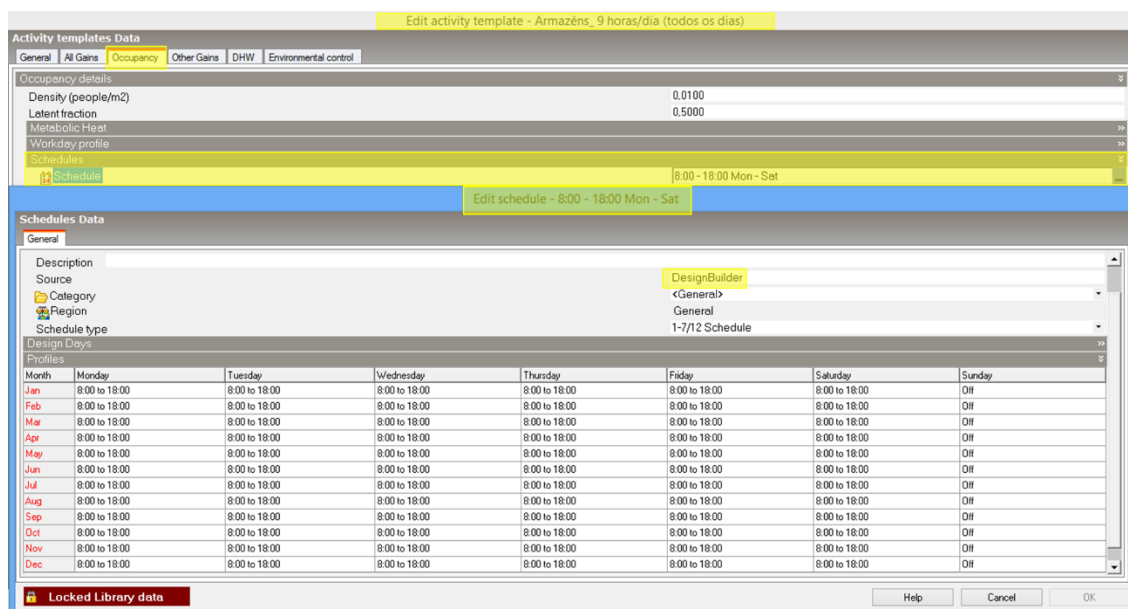 Edit activity template - Armazéns_ 9 horas/dia (todos os dias)
Activity templates Data
General All Gains Occupancy Other Gains DHW Environmental control
Occupancy details
Density (people/m2) 0,0100
Latent fraction 0,5000
Metabolic Heat
Workday profile
Schedules
Schedule 8:00 - 18:00 Mon - Sat ...
Edit schedule - 8:00 - 18:00 Mon - Sat
Schedules Data
General
Description
Source DesignBuilder
Category <General>
Region General
Schedule type 1-7/12 Schedule
Design Days
Profiles
Month Monday Tuesday Wednesday Thursday Friday Saturday Sunday
Jan 8:00 to 18:00 8:00 to 18:00 8:00 to 18:00 8:00 to 18:00 8:00 to 18:00 8:00 to 18:00 Off
Feb 8:00 to 18:00 8:00 to 18:00 8:00 to 18:00 8:00 to 18:00 8:00 to 18:00 8:00 to 18:00 Off
Mar 8:00 to 18:00 8:00 to 18:00 8:00 to 18:00 8:00 to 18:00 8:00 to 18:00 8:00 to 18:00 Off
Apr 8:00 to 18:00 8:00 to 18:00 8:00 to 18:00 8:00 to 18:00 8:00 to 18:00 8:00 to 18:00 Off
May 8:00 to 18:00 8:00 to 18:00 8:00 to 18:00 8:00 to 18:00 8:00 to 18:00 8:00 to 18:00 Off
Jun 8:00 to 18:00 8:00 to 18:00 8:00 to 18:00 8:00 to 18:00 8:00 to 18:00 8:00 to 18:00 Off
Jul 8:00 to 18:00 8:00 to 18:00 8:00 to 18:00 8:00 to 18:00 8:00 to 18:00 8:00 to 18:00 Off
Aug 8:00 to 18:00 8:00 to 18:00 8:00 to 18:00 8:00 to 18:00 8:00 to 18:00 8:00 to 18:00 Off
Sep 8:00 to 18:00 8:00 to 18:00 8:00 to 18:00 8:00 to 18:00 8:00 to 18:00 8:00 to 18:00 Off
Oct 8:00 to 18:00 8:00 to 18:00 8:00 to 18:00 8:00 to 18:00 8:00 to 18:00 8:00 to 18:00 Off
Nov 8:00 to 18:00 8:00 to 18:00 8:00 to 18:00 8:00 to 18:00 8:00 to 18:00 8:00 to 18:00 Off
Dec 8:00 to 18:00 8:00 to 18:00 8:00 to 18:00 8:00 to 18:00 8:00 to 18:00 8:00 to 18:00 Off
Locked Library data Help Cancel OK